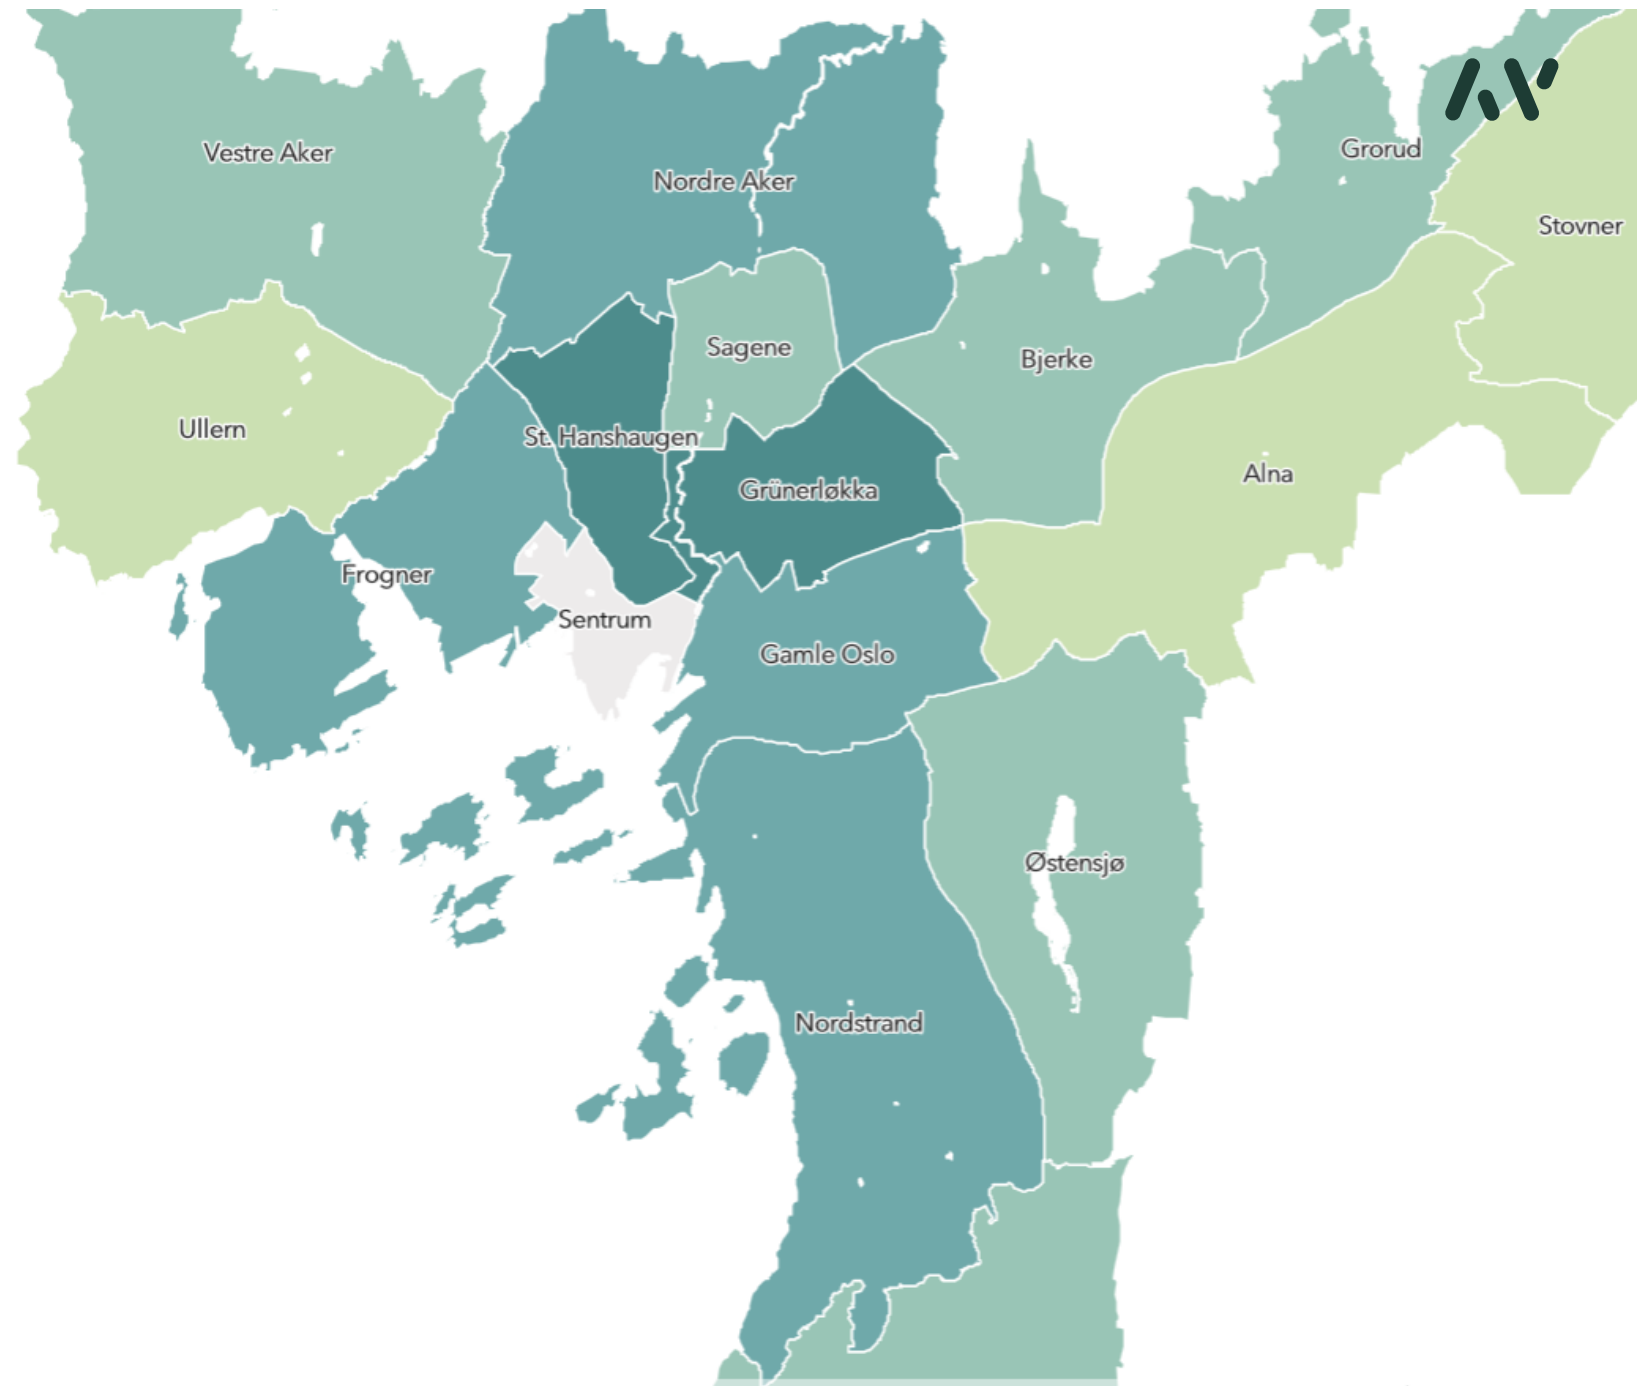 Vestre Aker
Nordre Aker
Grorud
Stovner
Sagene
Bjerke
Ullern
St. Hanshaugen
Grünerløkka
Alna
Frogner
Sentrum
Gamle Oslo
Østensjø
Nordstrand